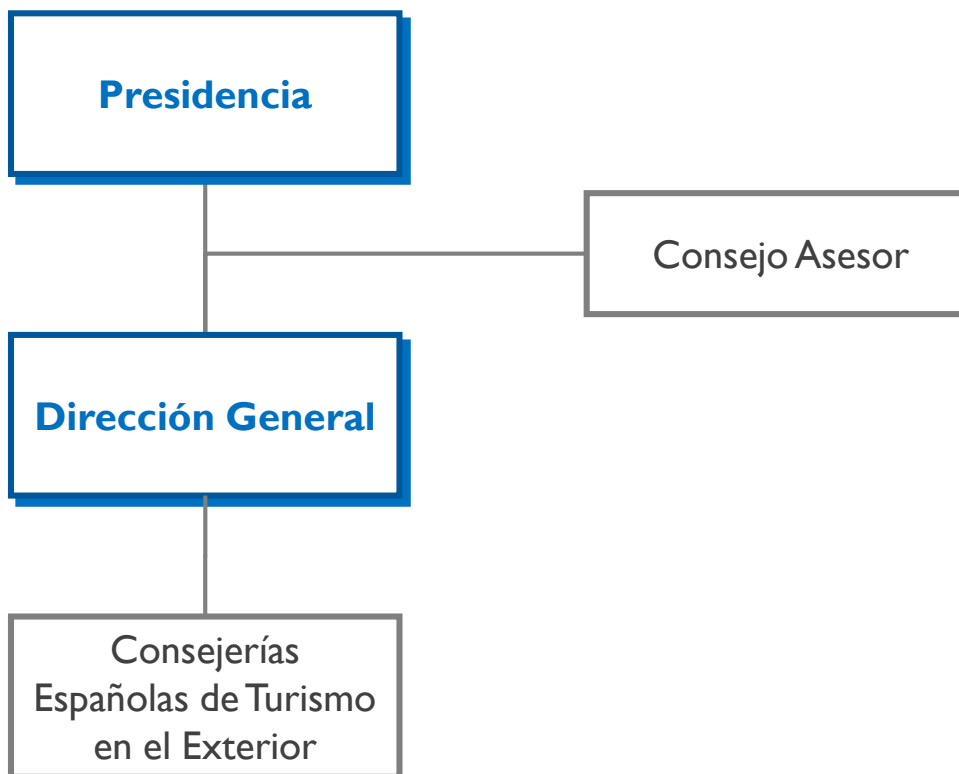 Presidencia
Consejo Asesor
Dirección General
Consejerías
Españolas de Turismo
en el Exterior